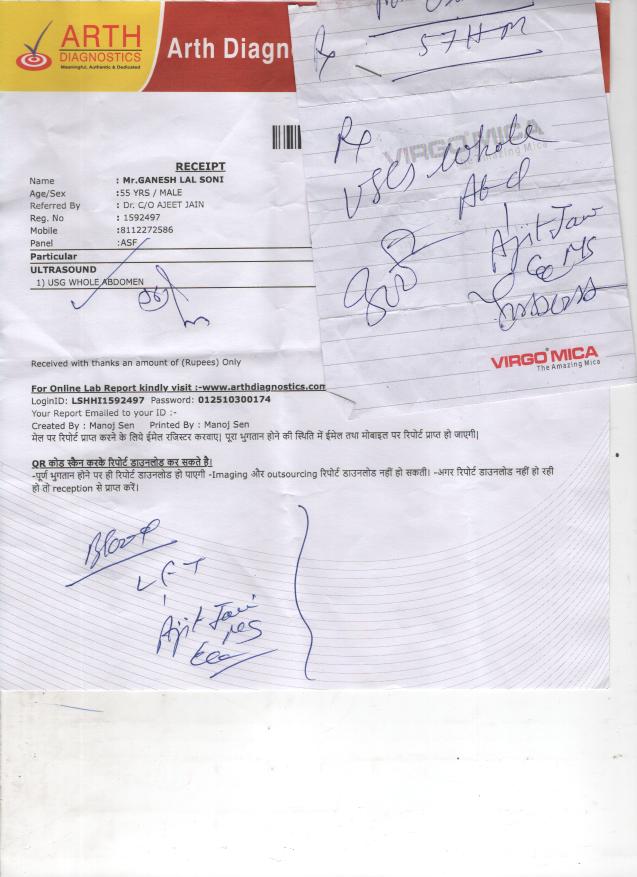 ARTH
DIAGNOSTICS
Meaningful, Authentic & Dedicated
Arth Diagn
RECEIPT
Name : Mr.GANESH LAL SONI
Age/Sex :55 YRS / MALE
Referred By : Dr. C/O AJEET JAIN
Reg. No : 1592497
Mobile :8112272586
Panel :ASF
Particular
ULTRASOUND
1) USG WHOLE ABDOMEN
Received with thanks an amount of (Rupees) Only
For Online Lab Report kindly visit :-www.arthdiagnostics.com
LoginID: LSHHI1592497 Password: 012510300174
Your Report Emailed to your ID :-
Created By : Manoj Sen Printed By : Manoj Sen
मेल पर रिपोर्ट प्राप्त करने के लिये ईमेल रजिस्टर करवाए| पूरा भुगतान होने की स्थिति में ईमेल तथा मोबाइल पर रिपोर्ट प्राप्त हो जाएगी|
QR कोड स्कैन करके रिपोर्ट डाउनलोड कर सकते है।
-पूर्ण भुगतान होने पर ही रिपोर्ट डाउनलोड हो पाएगी -Imaging और outsourcing रिपोर्ट डाउनलोड नहीं हो सकती। -अगर रिपोर्ट डाउनलोड नहीं हो रही
हो तो reception से प्राप्त करें।
Blood
LFT
Ajit Jain
57 Hm
Rx
VIRGO MICA
The Amazing Mica
USG Whole
Abd
Ajit Jain
VIRGO MICA
The Amazing Mica